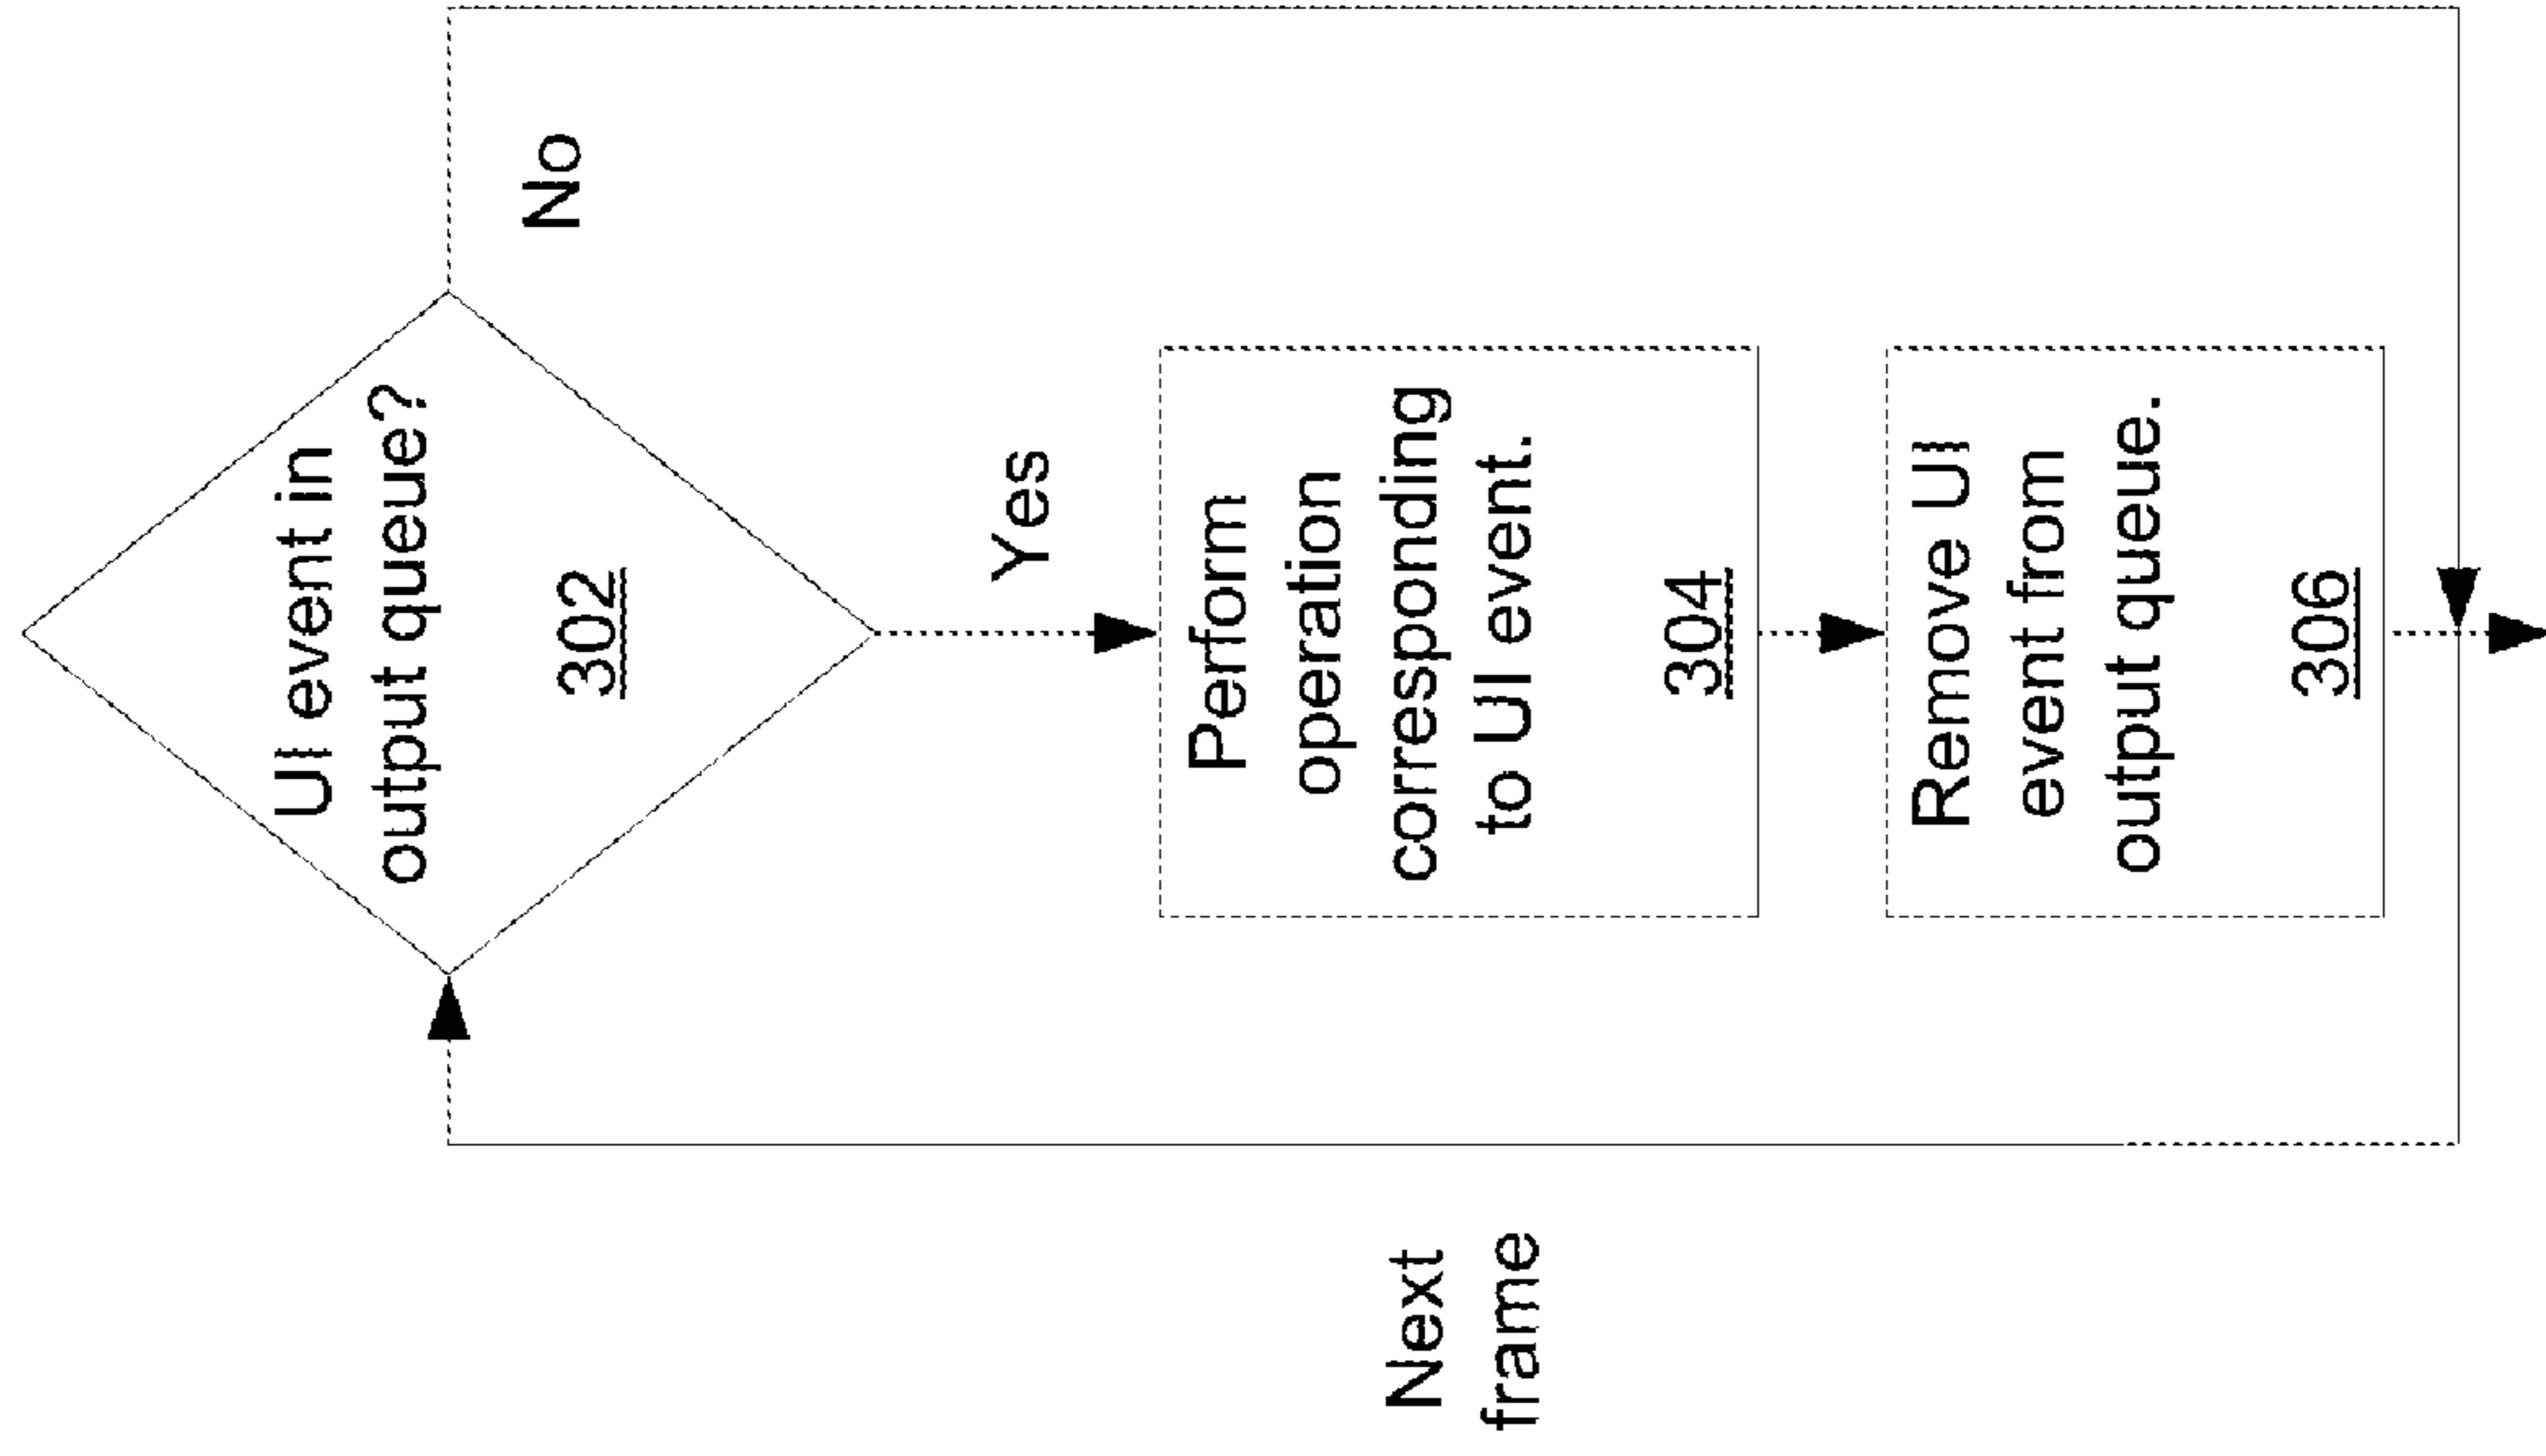 UI event in
output queue?
302
No
Yes
Perform
operation
corresponding
to UI event.
304
Remove UI
event from
output queue.
306
Next
frame